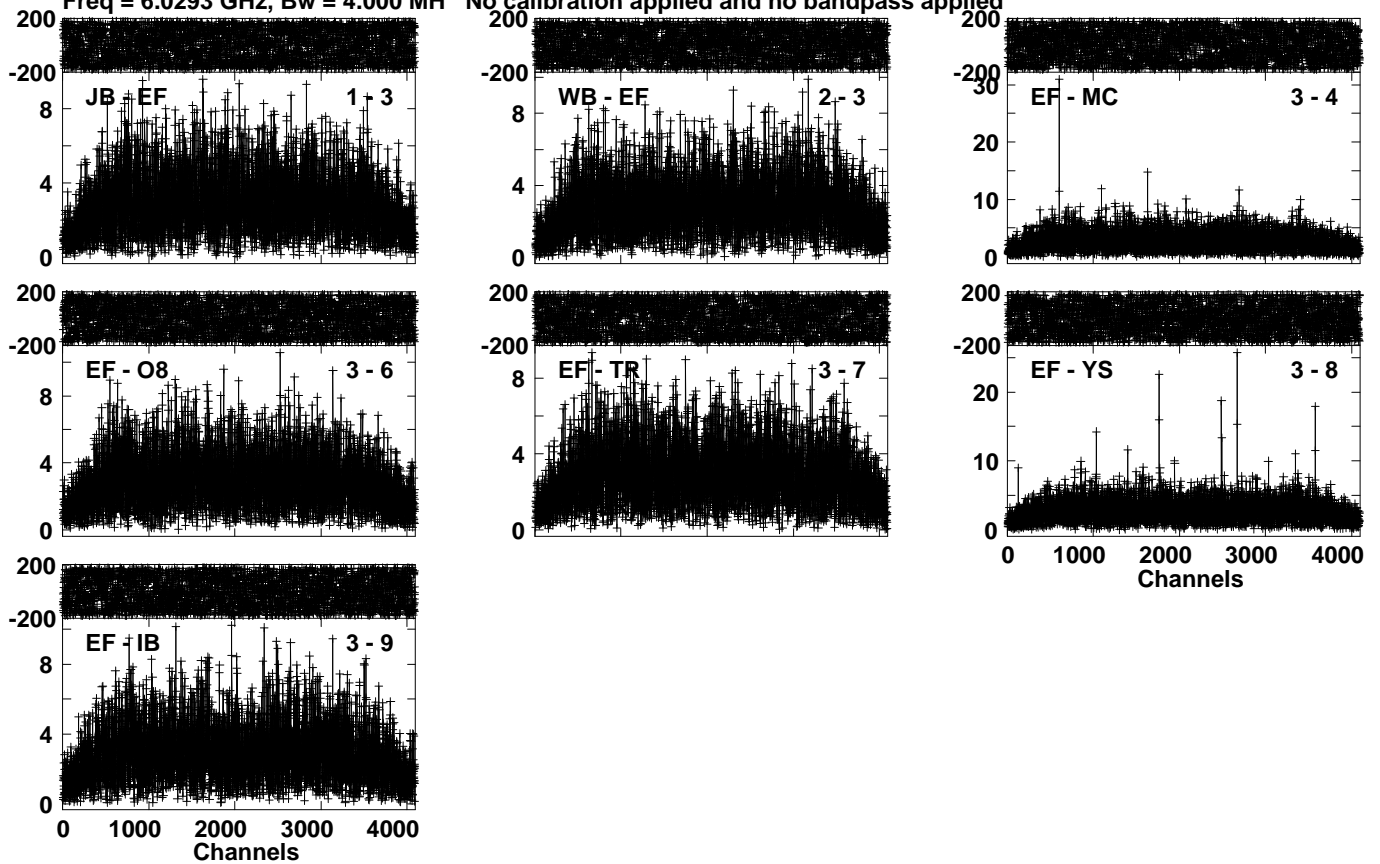 Freq = 6.0293 GHz, Bw = 4.000 MH No calibration applied and no bandpass applied
200 200 200
-200 -200 -200
JB - EF 1 - 3 WB - EF 2 - 3 EF - MC 3 - 4
8 4 0
8 4 0
30 20 10 0
200 200 200
-200 -200 -200
EF - O8 3 - 6 EF - TR 3 - 7 EF - YS 3 - 8
8 4 0
8 4 0
20 10 0
0 1000 2000 3000 4000
Channels
200
-200
EF - IB 3 - 9
8 4 0
0 1000 2000 3000 4000
Channels